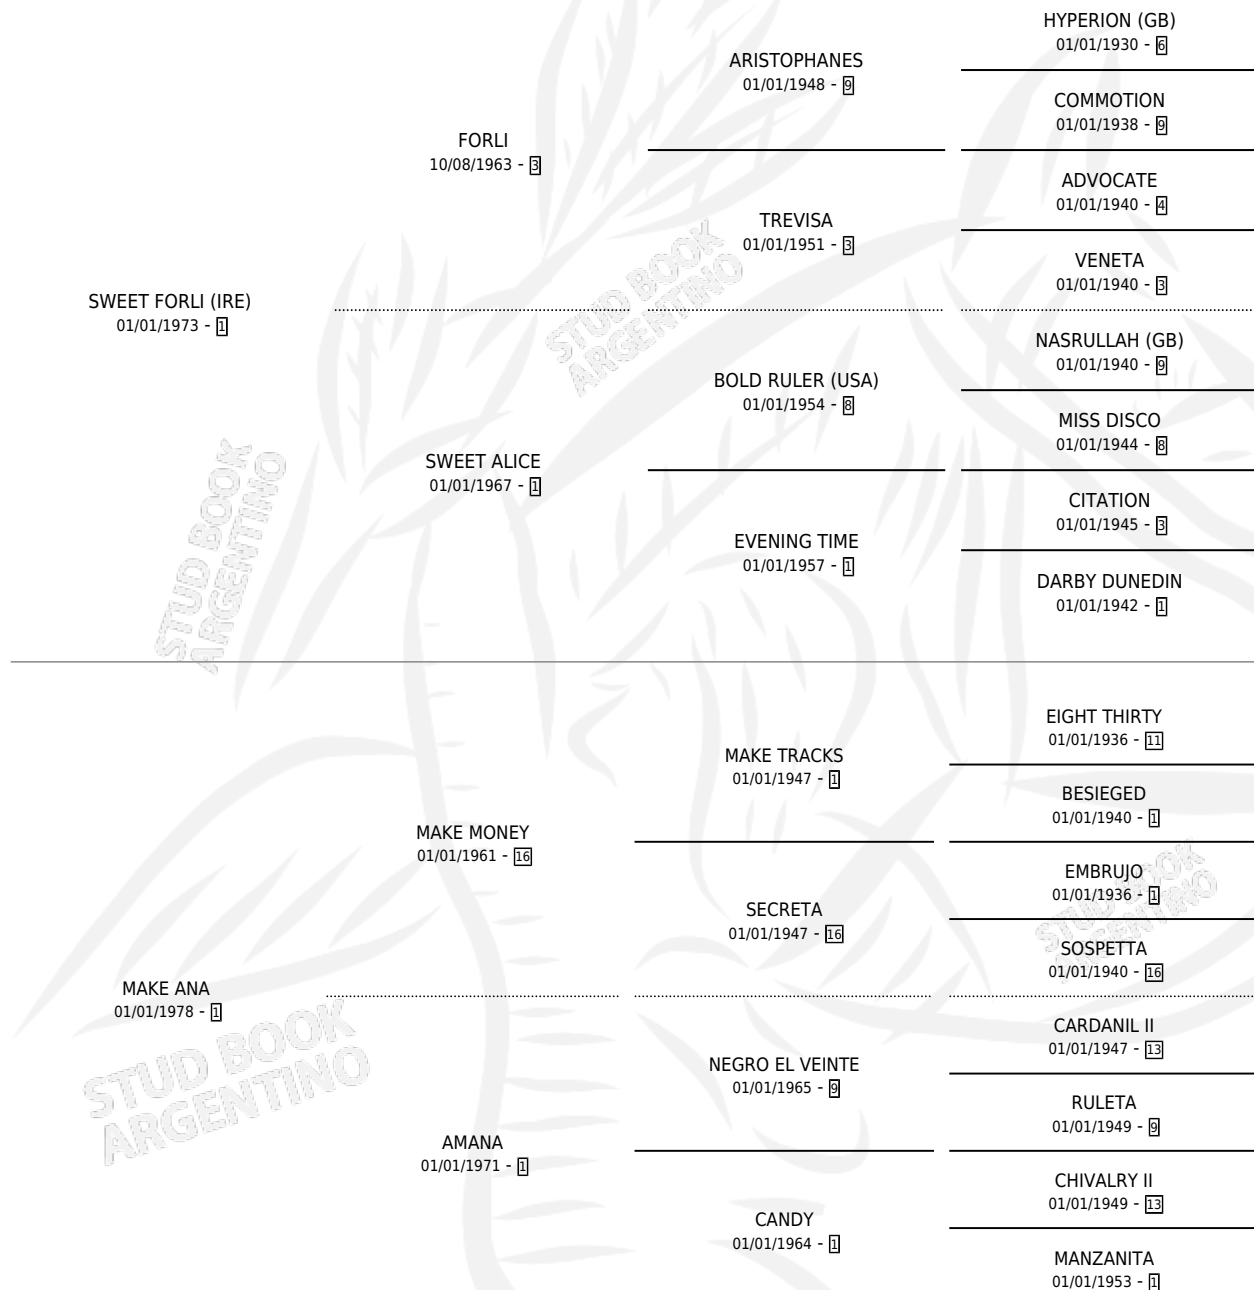 HYPERION (GB)
01/01/1930 - 6
ARISTOPHANES
01/01/1948 - 9
COMMOTION
01/01/1938 - 9
FORLI
10/08/1963 - 3
ADVOCATE
01/01/1940 - 4
TREVISA
01/01/1951 - 3
VENETA
01/01/1940 - 3
SWEET FORLI (IRE)
01/01/1973 - 1
NASRULLAH (GB)
01/01/1940 - 9
BOLD RULER (USA)
01/01/1954 - 8
MISS DISCO
01/01/1944 - 8
SWEET ALICE
01/01/1967 - 1
CITATION
01/01/1945 - 3
EVENING TIME
01/01/1957 - 1
DARBY DUNEDIN
01/01/1942 - 1
EIGHT THIRTY
01/01/1936 - 11
MAKE TRACKS
01/01/1947 - 1
BESIEGED
01/01/1940 - 1
MAKE MONEY
01/01/1961 - 16
EMBRUJO
01/01/1936 - 1
SECRETA
01/01/1947 - 16
SOSPETTA
01/01/1940 - 16
MAKE ANA
01/01/1978 - 1
CARDANIL II
01/01/1947 - 13
NEGRO EL VEINTE
01/01/1965 - 9
RULETA
01/01/1949 - 9
AMANA
01/01/1971 - 1
CHIVALRY II
01/01/1949 - 13
CANDY
01/01/1964 - 1
MANZANITA
01/01/1953 - 1
STUD BOOK
ARGENTINO
STUD BOOK
ARGENTINO
STUD BOOK
ARGENTINO
STUD BOOK
ARGENTINO